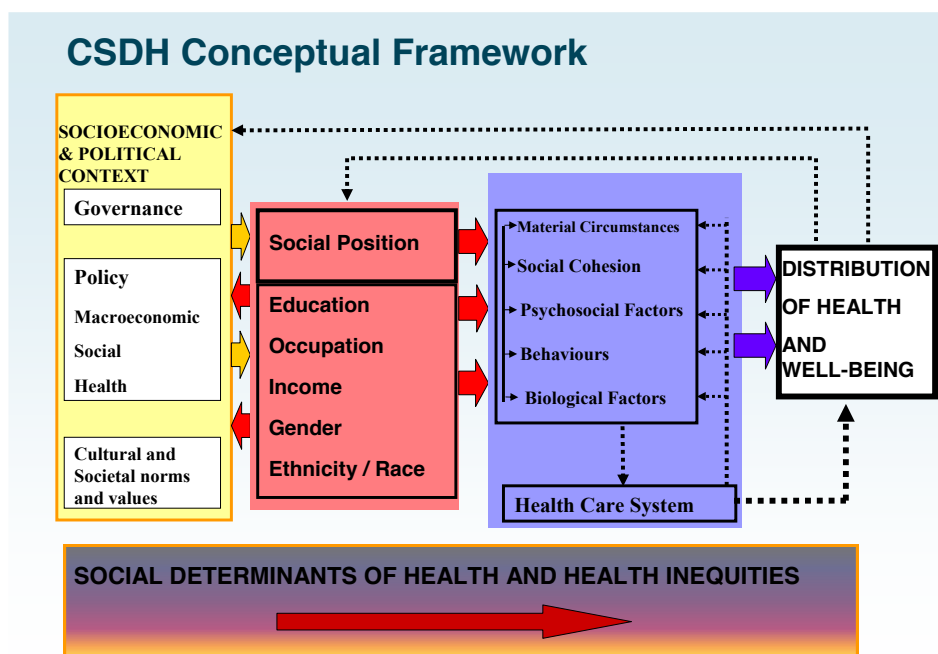 CSDH Conceptual Framework
SOCIOECONOMIC
& POLITICAL
CONTEXT
Governance
Policy
Macroeconomic
Social
Health
Cultural and
Societal norms
and values
Social Position
Education
Occupation
Income
Gender
Ethnicity / Race
Material Circumstances
Social Cohesion
Psychosocial Factors
Behaviours
Biological Factors
Health Care System
DISTRIBUTION
OF HEALTH
AND
WELL-BEING
SOCIAL DETERMINANTS OF HEALTH AND HEALTH INEQUITIES